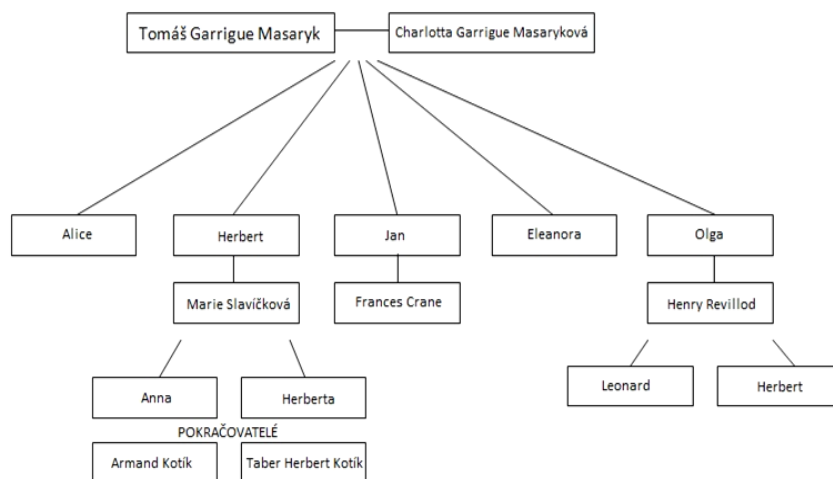 Tomáš Garrigue Masaryk
Charlotta Garrigue Masaryková
Alice
Herbert
Jan
Eleanora
Olga
Marie Slavíčková
Frances Crane
Henry Revillod
Anna
Herberta
Leonard
Herbert
POKRAČOVATELÉ
Armand Kotík
Taber Herbert Kotík